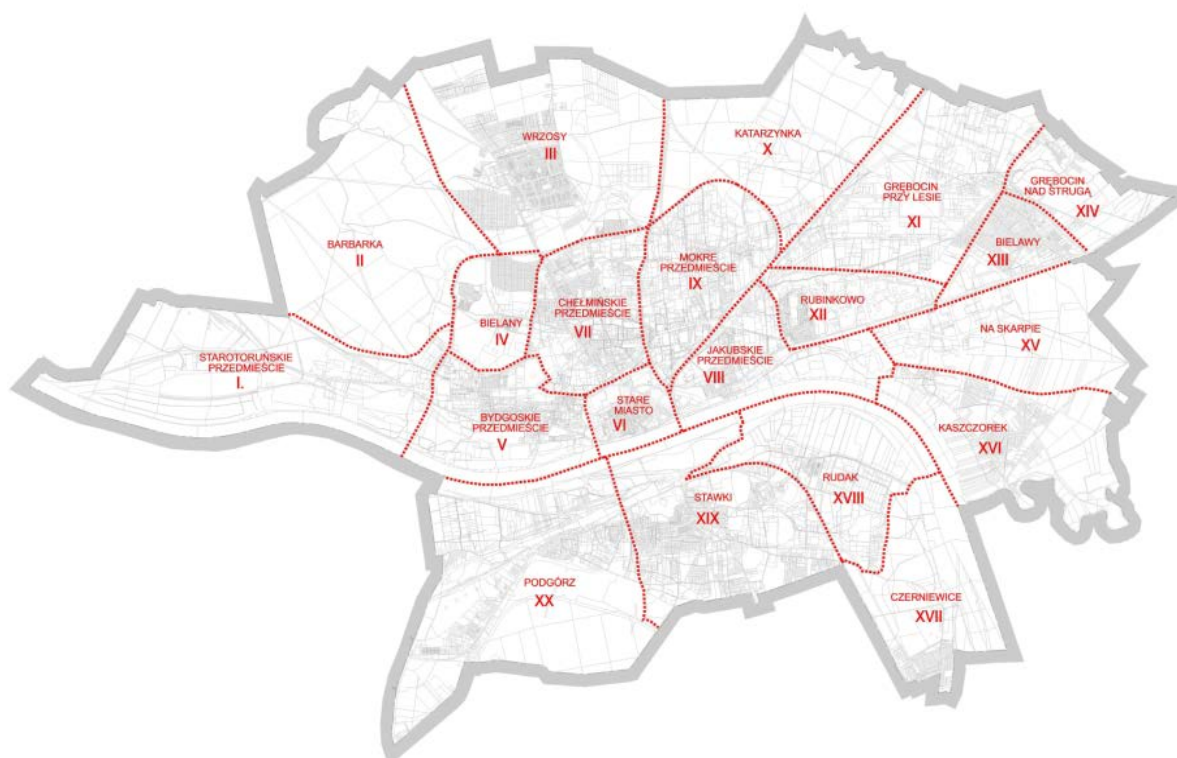 WRZOSY
III
KATARZYNKA
X
GRĘBOCIN
PRZY LESIE
XI
GRĘBOCIN
NAD STRUGĄ
XIV
BIELAWY
XIII
BARBARKA
II
MOKRE
PRZEDMIEŚCIE
IX
CHEŁMIŃSKIE
PRZEDMIEŚCIE
VII
RUBINKOWO
XII
BIELANY
IV
NA SKARPIE
XV
STAROTORUŃSKIE
PRZEDMIEŚCIE
I.
JAKUBSKIE
PRZEDMIEŚCIE
VIII
STARE
MIASTO
VI
BYDGOSKIE
PRZEDMIEŚCIE
V
KASZCZOREK
XVI
RUDAK
XVIII
STAWKI
XIX
PODGÓRZ
XX
CZERNIEWICE
XVII